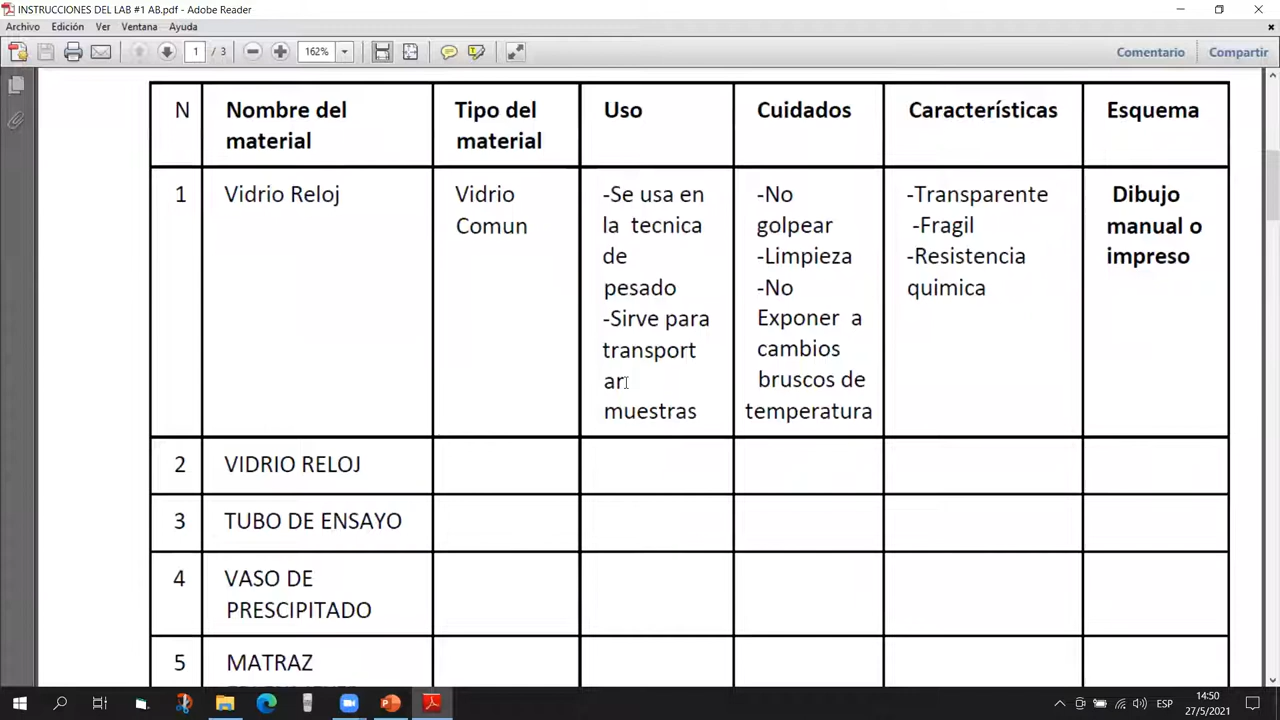 INSTRUCCIONES DEL LAB #1 AB.pdf - Adobe Reader
Archivo Edición Ver Ventana Ayuda
1 / 3 162% Comentario Compartir
N Nombre del material Tipo del material Uso Cuidados Características Esquema
1 Vidrio Reloj
Vidrio
Comun
-Se usa en
la tecnica
de
pesado
-Sirve para
transport
ar
muestras
-No
golpear
-Limpieza
-No
Exponer a
cambios
bruscos de
temperatura
-Transparente
-Fragil
-Resistencia
quimica
Dibujo
manual o
impreso
2 VIDRIO RELOJ
3 TUBO DE ENSAYO
4 VASO DE
PRESCIPITADO
5 MATRAZ
ESP
14:50
27/5/2021